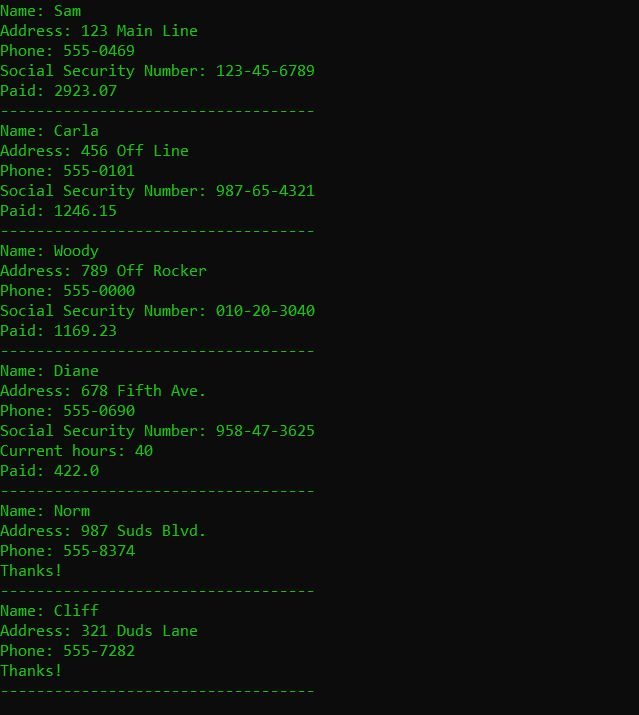 Name: Sam
Address: 123 Main Line
Phone: 555-0469
Social Security Number: 123-45-6789
Paid: 2923.07
-----------------------------------
Name: Carla
Address: 456 Off Line
Phone: 555-0101
Social Security Number: 987-65-4321
Paid: 1246.15
-----------------------------------
Name: Woody
Address: 789 Off Rocker
Phone: 555-0000
Social Security Number: 010-20-3040
Paid: 1169.23
-----------------------------------
Name: Diane
Address: 678 Fifth Ave.
Phone: 555-0690
Social Security Number: 958-47-3625
Current hours: 40
Paid: 422.0
-----------------------------------
Name: Norm
Address: 987 Suds Blvd.
Phone: 555-8374
Thanks!
-----------------------------------
Name: Cliff
Address: 321 Duds Lane
Phone: 555-7282
Thanks!
-----------------------------------